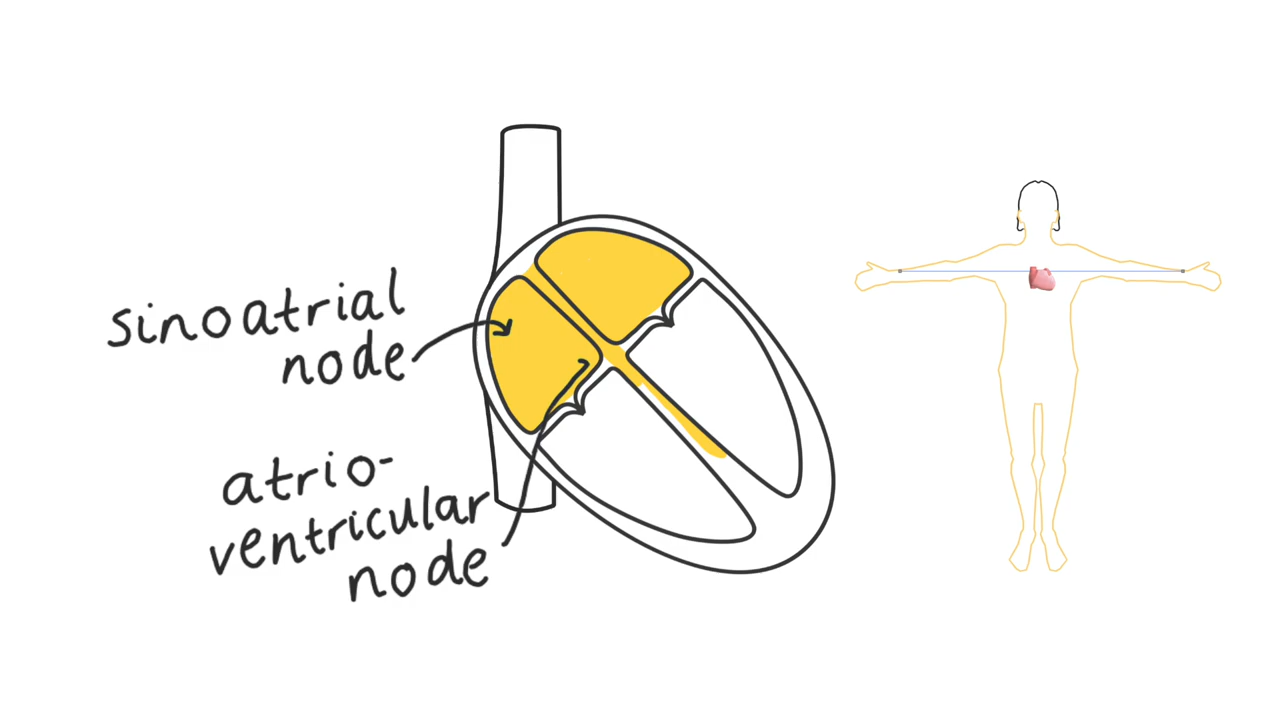 sinoatrial
node
atrio-
ventricular
node